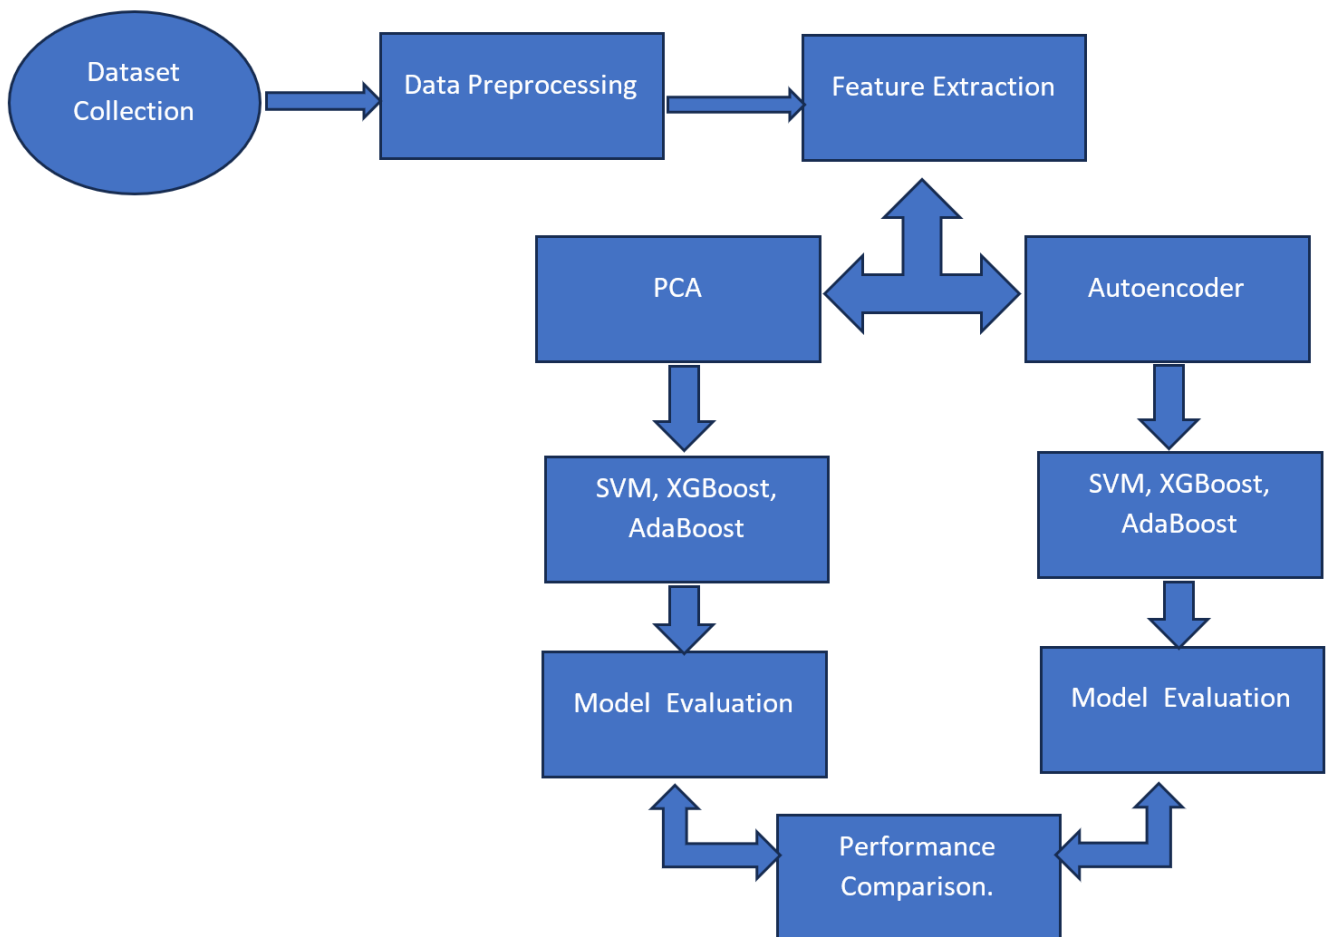 Dataset
Collection
Data Preprocessing
Feature Extraction
PCA
Autoencoder
SVM, XGBoost,
AdaBoost
SVM, XGBoost,
AdaBoost
Model  Evaluation
Model  Evaluation
Performance
Comparison.